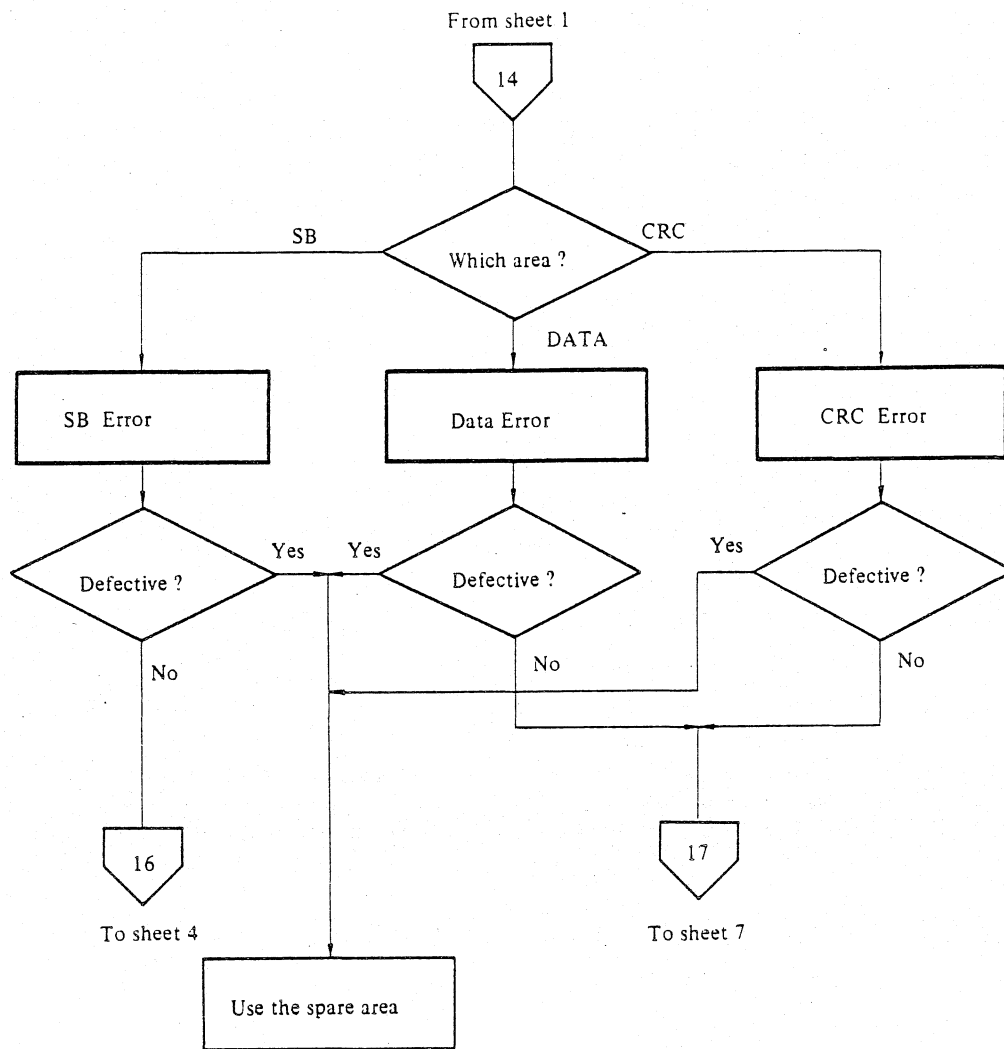 From sheet 1
14
SB
CRC
Which area ?
DATA
SB Error
Data Error
CRC Error
Yes
Yes
Yes
Defective ?
Defective ?
Defective ?
No
No
No
16
17
To sheet 4
To sheet 7
Use the spare area